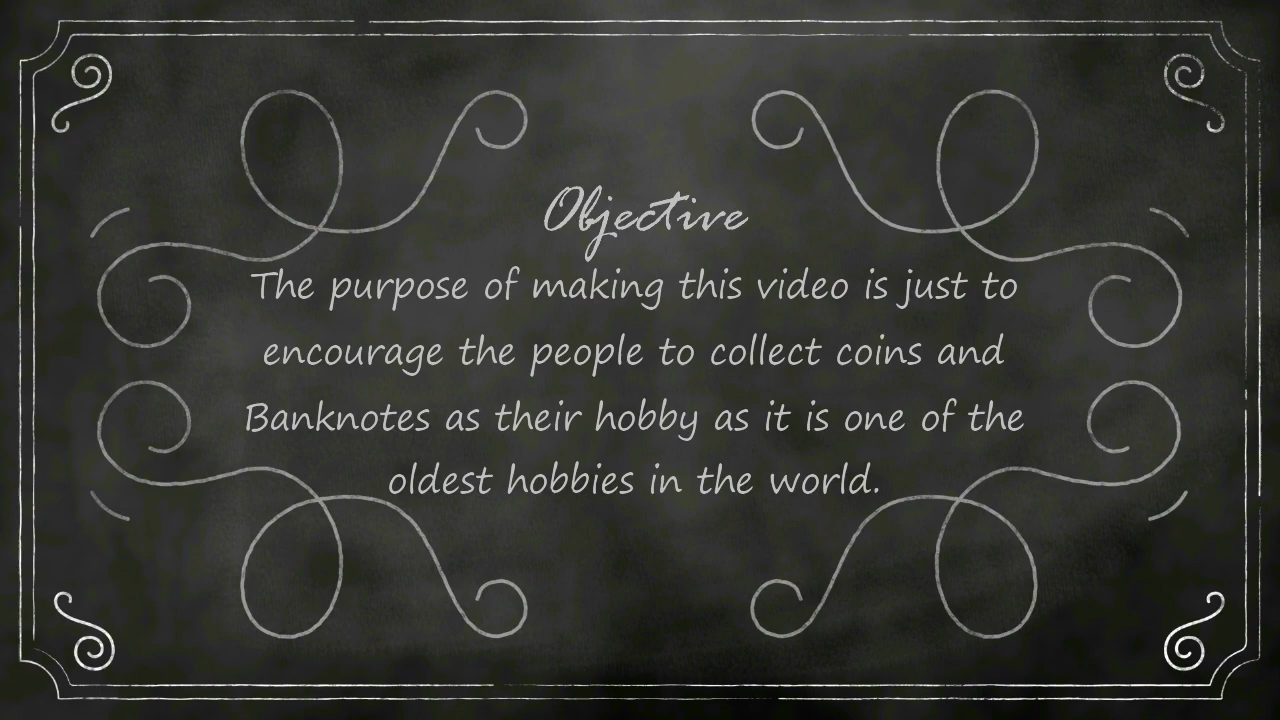 Objective
The purpose of making this video is just to
encourage the people to collect coins and
Banknotes as their hobby as it is one of the
oldest hobbies in the world.